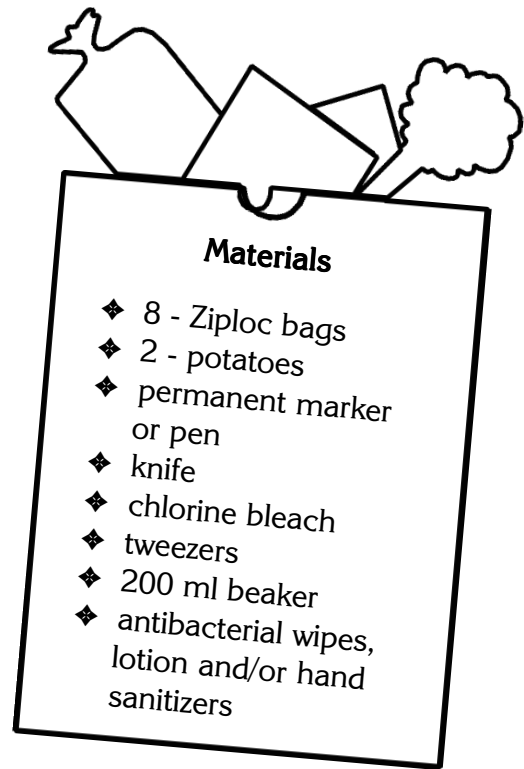 Materials
❖ 8 - Ziploc bags
❖ 2 - potatoes
❖ permanent marker
or pen
❖ knife
❖ chlorine bleach
❖ tweezers
❖ 200 ml beaker
❖ antibacterial wipes,
lotion and/or hand
sanitizers